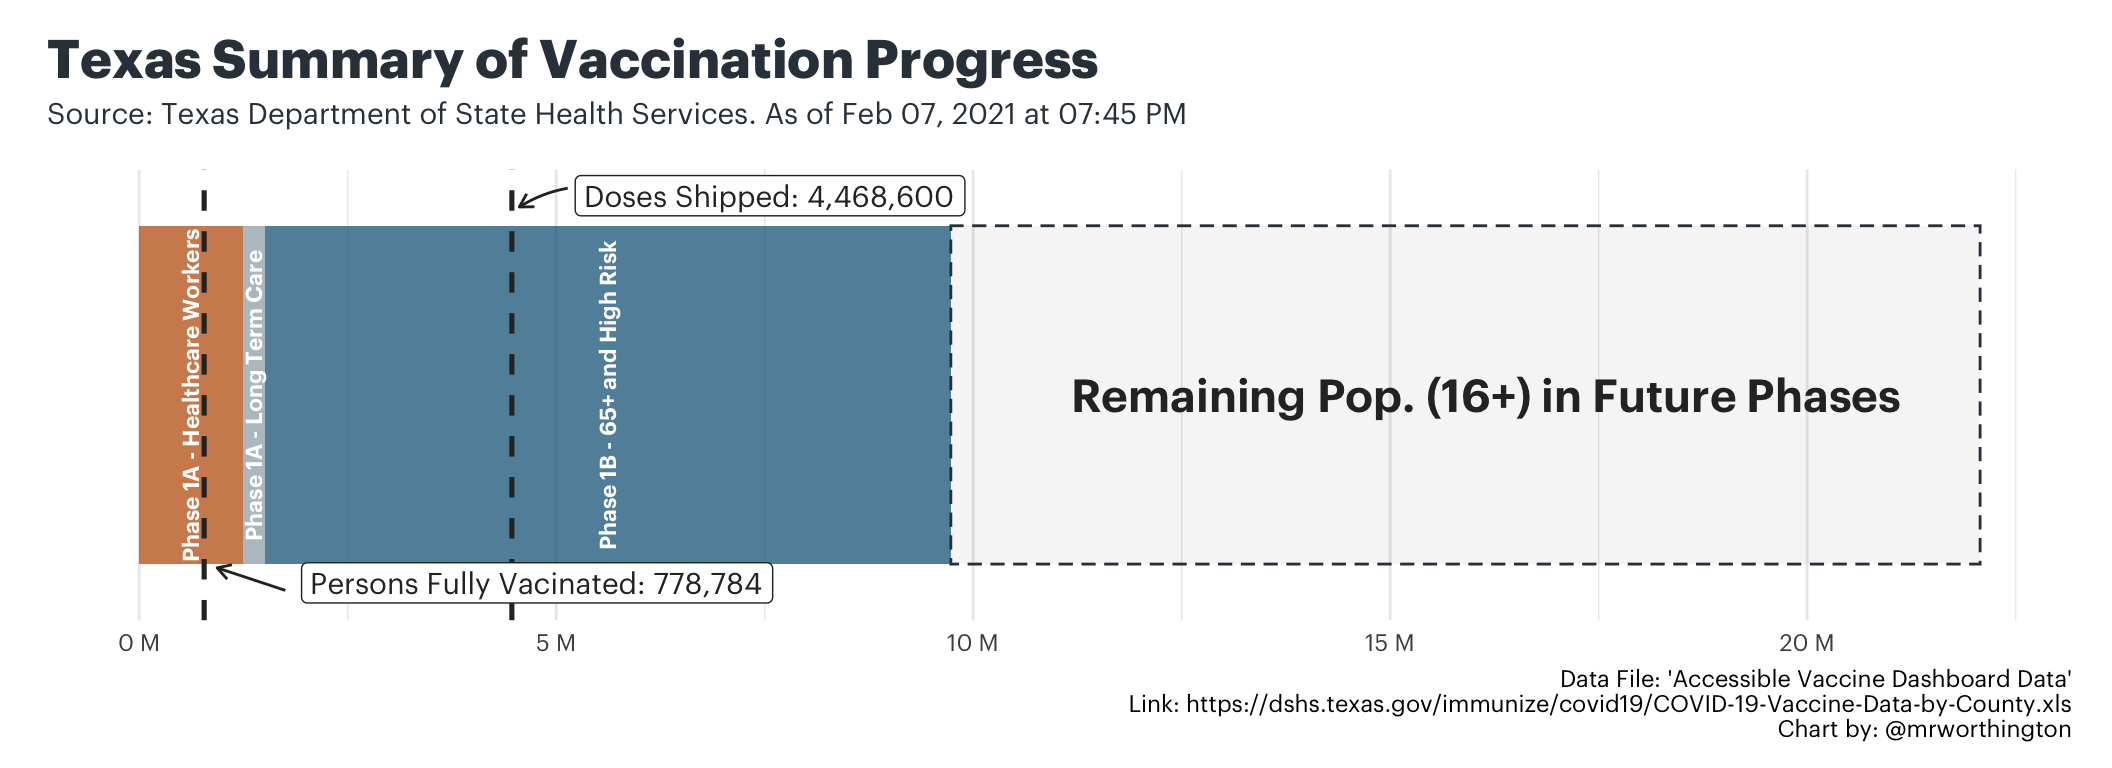 Texas Summary of Vaccination Progress
Source: Texas Department of State Health Services. As of Feb 07, 2021 at 07:45 PM
Doses Shipped: 4,468,600
Phase 1A - Healthcare Workers
Phase 1A - Long Term Care
Phase 1B - 65+ and High Risk
Remaining Pop. (16+) in Future Phases
Persons Fully Vacinated: 778,784
0 M 5 M 10 M 15 M 20 M
Data File: 'Accessible Vaccine Dashboard Data'
Link: https://dshs.texas.gov/immunize/covid19/COVID-19-Vaccine-Data-by-County.xls
Chart by: @mrworthington